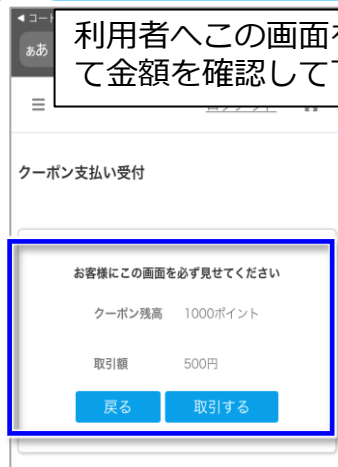 コード
ああ
利用者へこの画面を
て金額を確認して下
クーポン支払い受付
お客様にこの画面を必ず見せてください
クーポン残高 1000ポイント
取引額 500円
戻る 取引する